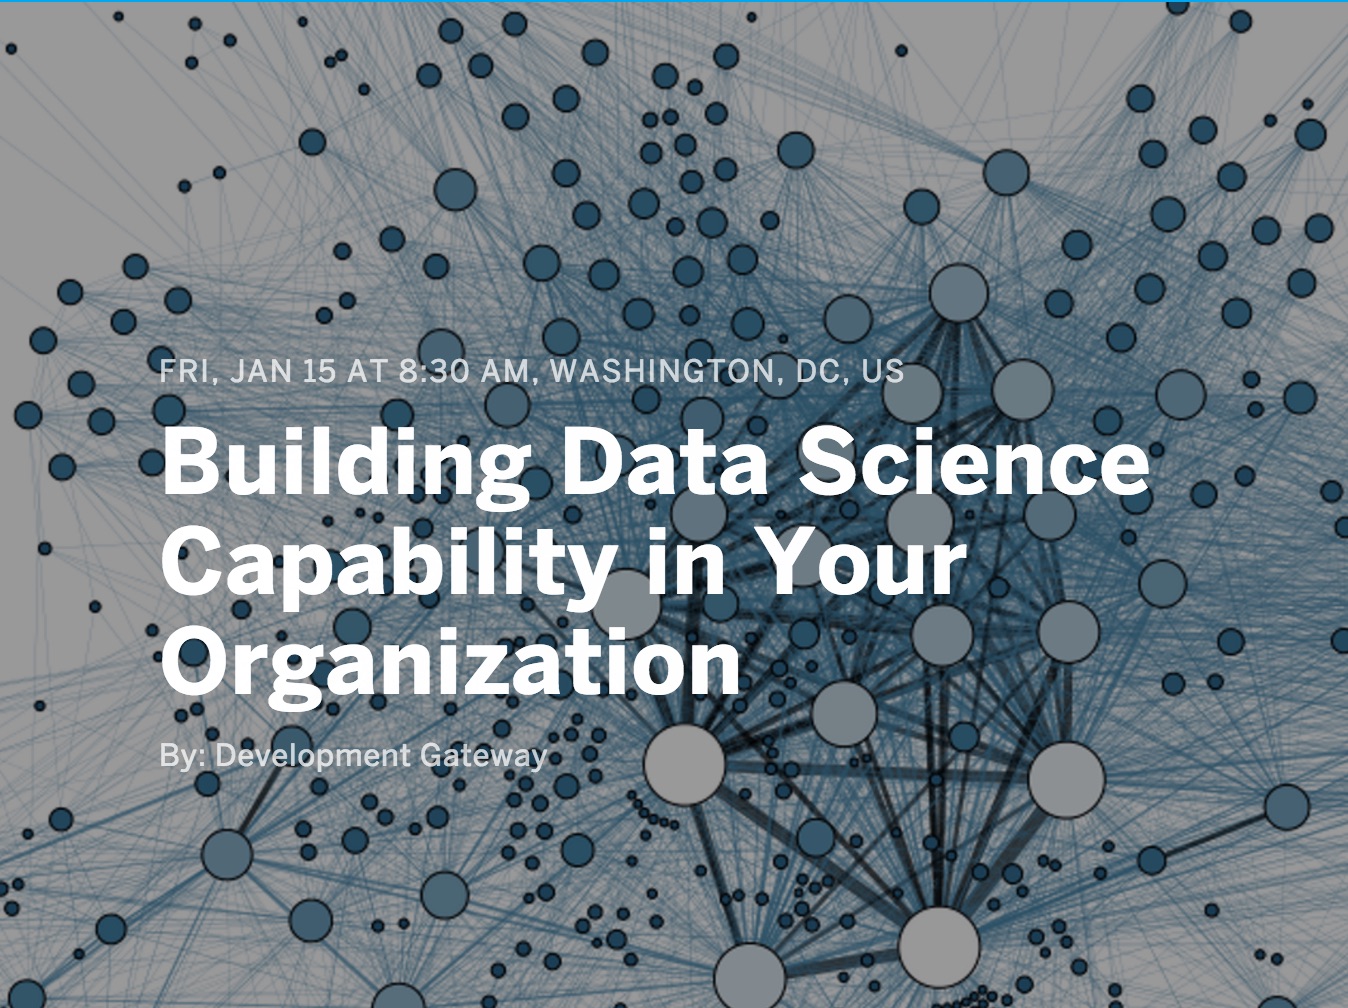 FRI, JAN 15 AT 8:30 AM, WASHINGTON, DC, US
Building Data Science
Capability in Your
Organization
By: Development Gateway